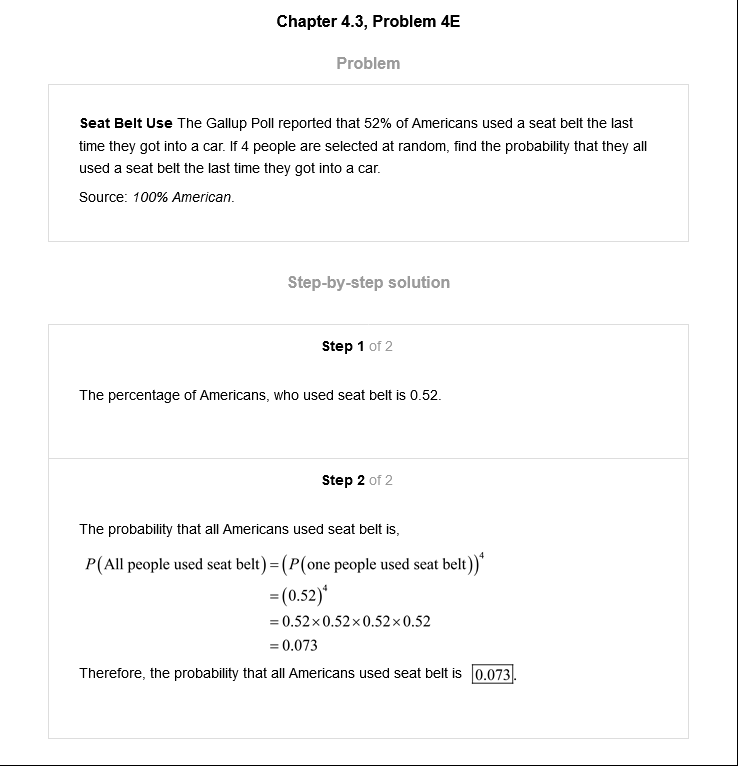 Chapter 4.3, Problem 4E
Problem
Seat Belt Use The Gallup Poll reported that 52% of Americans used a seat belt the last
time they got into a car. If 4 people are selected at random, find the probability that they all
used a seat belt the last time they got into a car.
Source: 100% American.
Step-by-step solution
Step 1 of 2
The percentage of Americans, who used seat belt is 0.52.
Step 2 of 2
The probability that all Americans used seat belt is,
P(All people used seat belt) = (P(one people used seat belt))⁴
= (0.52)⁴
= 0.52×0.52×0.52×0.52
= 0.073
Therefore, the probability that all Americans used seat belt is 0.073.